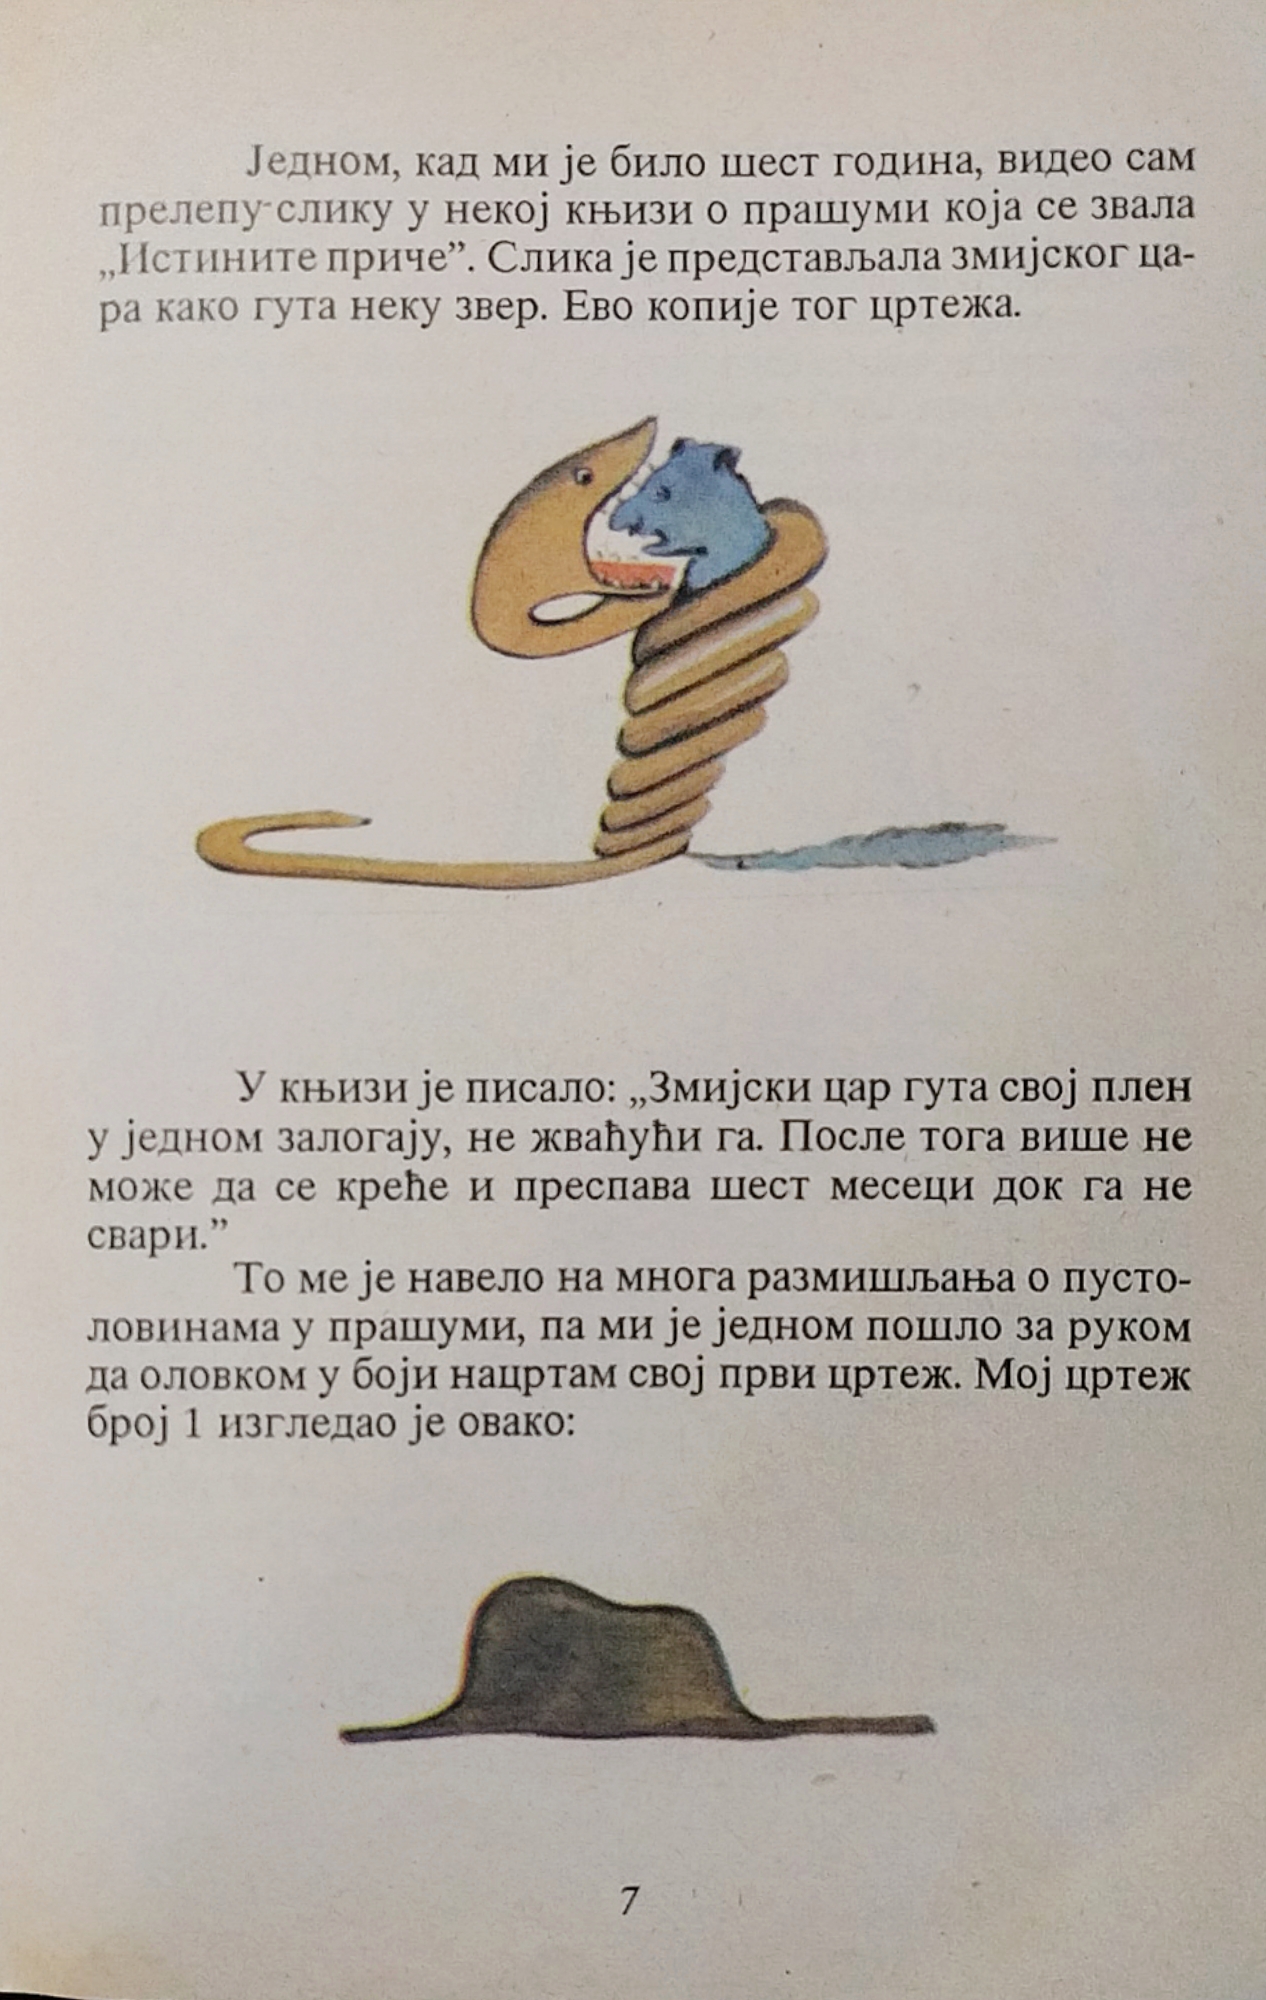 Једном, кад ми је било шест година, видео сам
прелепу слику у некој књизи о прашуми која се звала
„Истините приче”. Слика је представљала змијског ца-
ра како гута неку звер. Ево копије тог цртежа.
У књизи је писало: „Змијски цар гута свој плен
у једном залогају, не жваћући га. После тога више не
може да се креће и преспава шест месеци док га не
свари.”
То ме је навело на многа размишљања о пусто-
ловинама у прашуми, па ми је једном пошло за руком
да оловком у боји нацртам свој први цртеж. Мој цртеж
број 1 изгледао је овако:
7